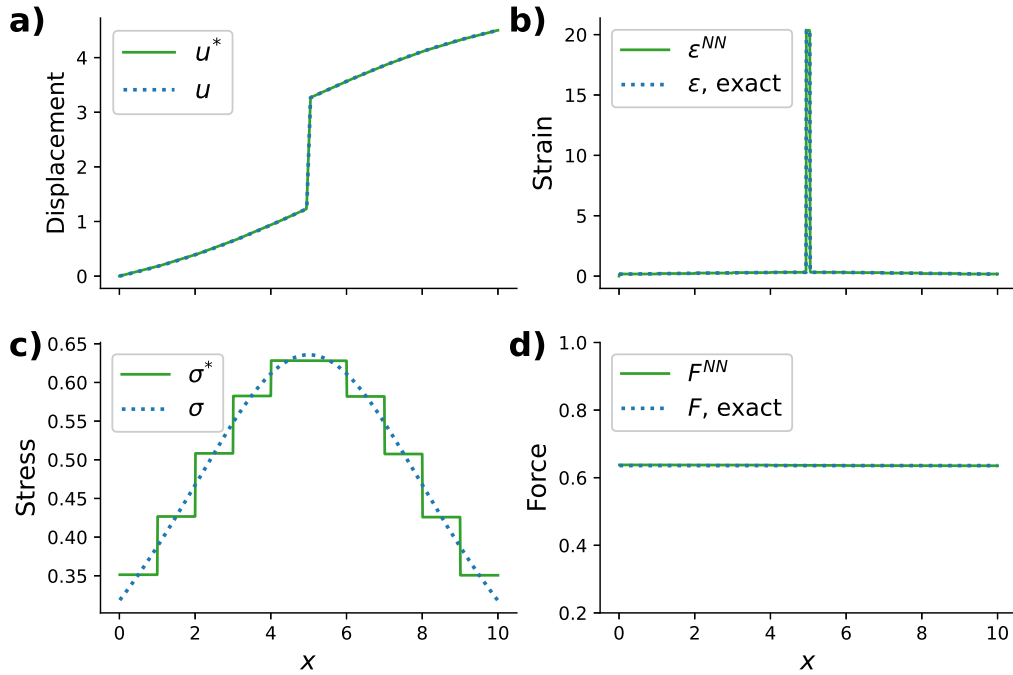 a)
Displacement
4
3
2
1
0
u*
u
b)
Strain
20
15
10
5
0
ε^NN
ε, exact
c)
Stress
0.65
0.60
0.55
0.50
0.45
0.40
0.35
σ*
σ
0 2 4 6 8 10
x
d)
Force
1.0
0.8
0.6
0.4
0.2
F^NN
F, exact
0 2 4 6 8 10
x